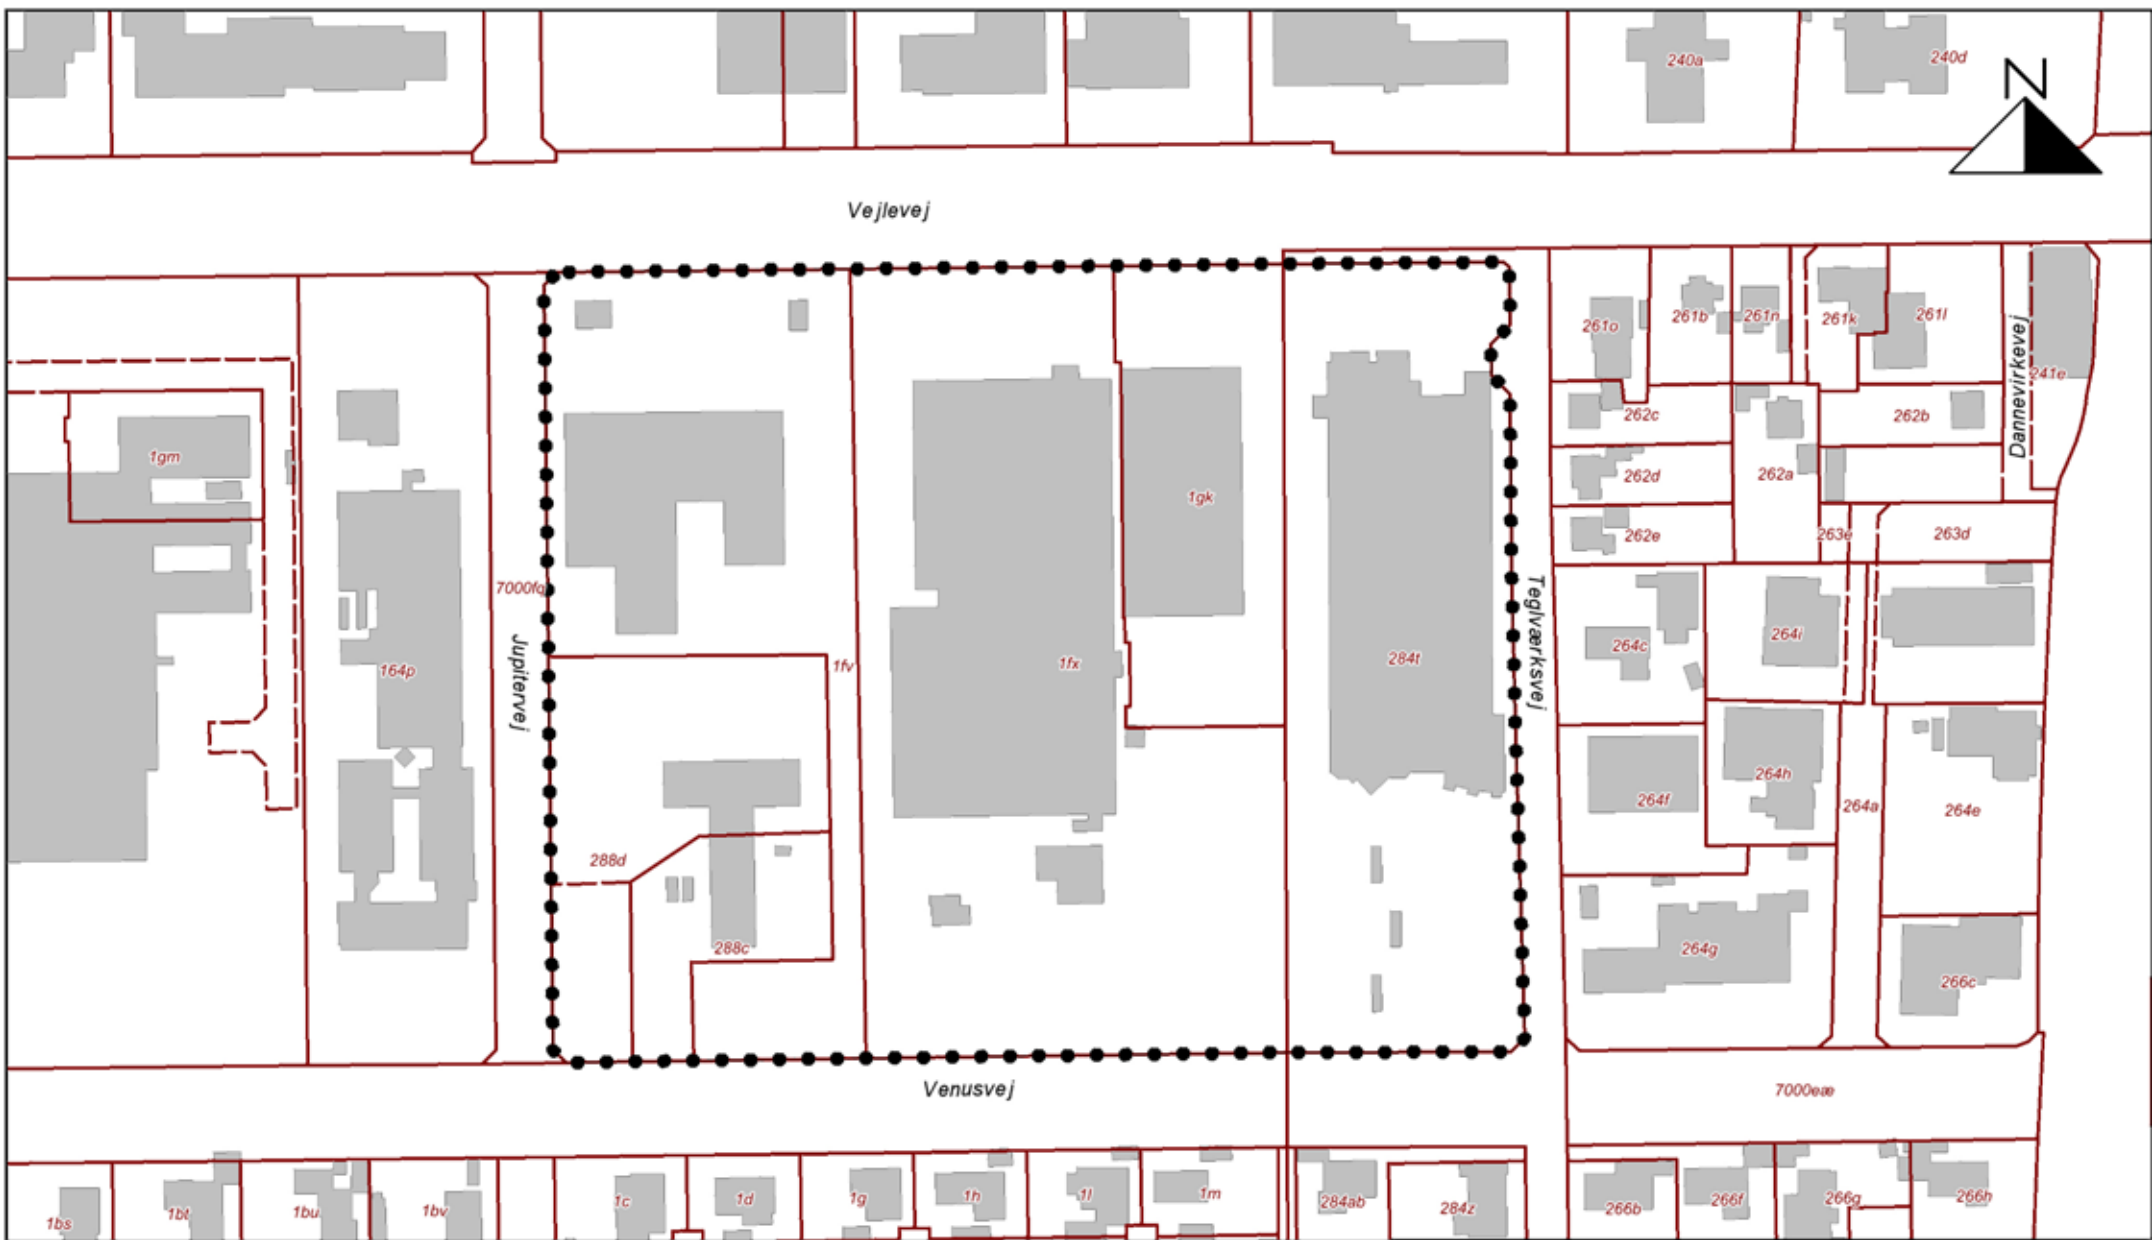 240a
240d
N
Vejlevej
261o
261b
261n
261k
261l
Dannevirkevej
241e
262c
262b
1gm
262d
262a
1gk
262e
263e
263d
7000fq
Teglværksvej
264c
264i
Jupitervej
164p
1fv
1fx
284t
264h
264f
264a
264e
288d
288c
264g
266c
Venusvej
7000eæ
1bs
1bt
1bu
1bv
1c
1d
1g
1h
1l
1m
284ab
284z
266b
266f
266g
266h